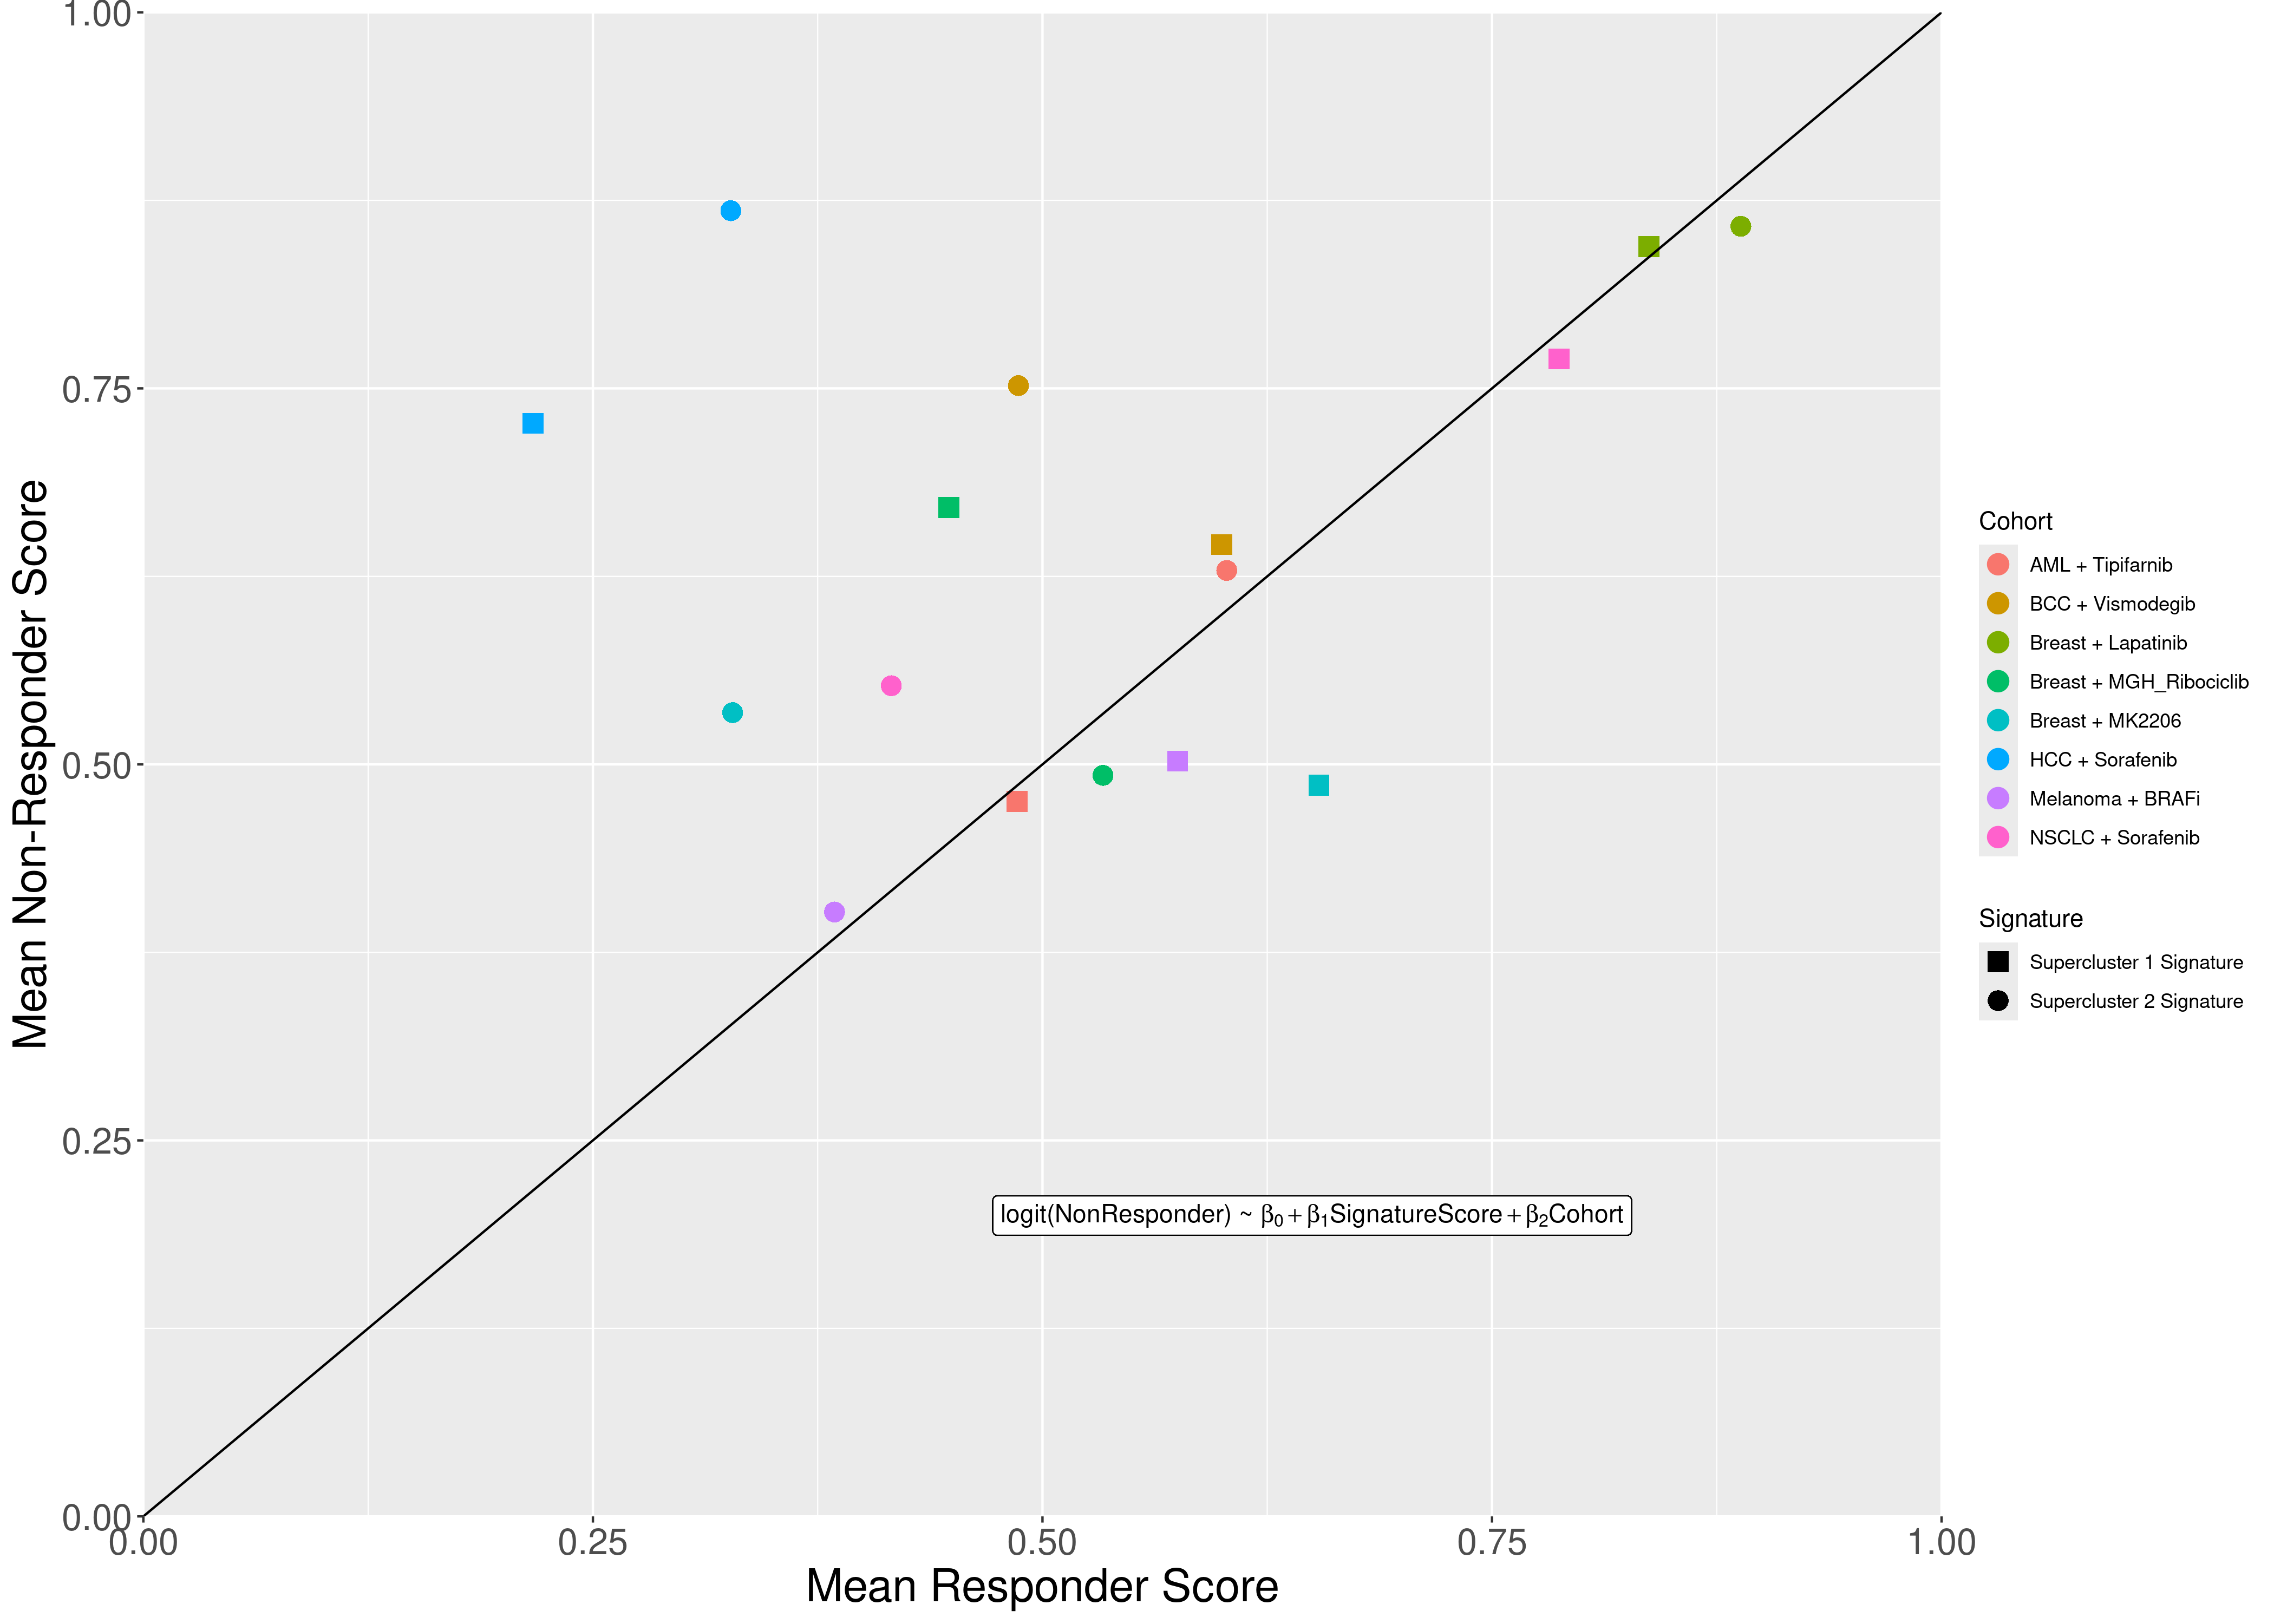 1.00
0.75
0.50
0.25
0.00
0.00
0.25
0.50
0.75
1.00
Mean Non-Responder Score
Mean Responder Score
logit(NonResponder) ~ β0+β1SignatureScore+β2Cohort
Cohort
AML + Tipifarnib
BCC + Vismodegib
Breast + Lapatinib
Breast + MGH_Ribociclib
Breast + MK2206
HCC + Sorafenib
Melanoma + BRAFi
NSCLC + Sorafenib
Signature
Supercluster 1 Signature
Supercluster 2 Signature